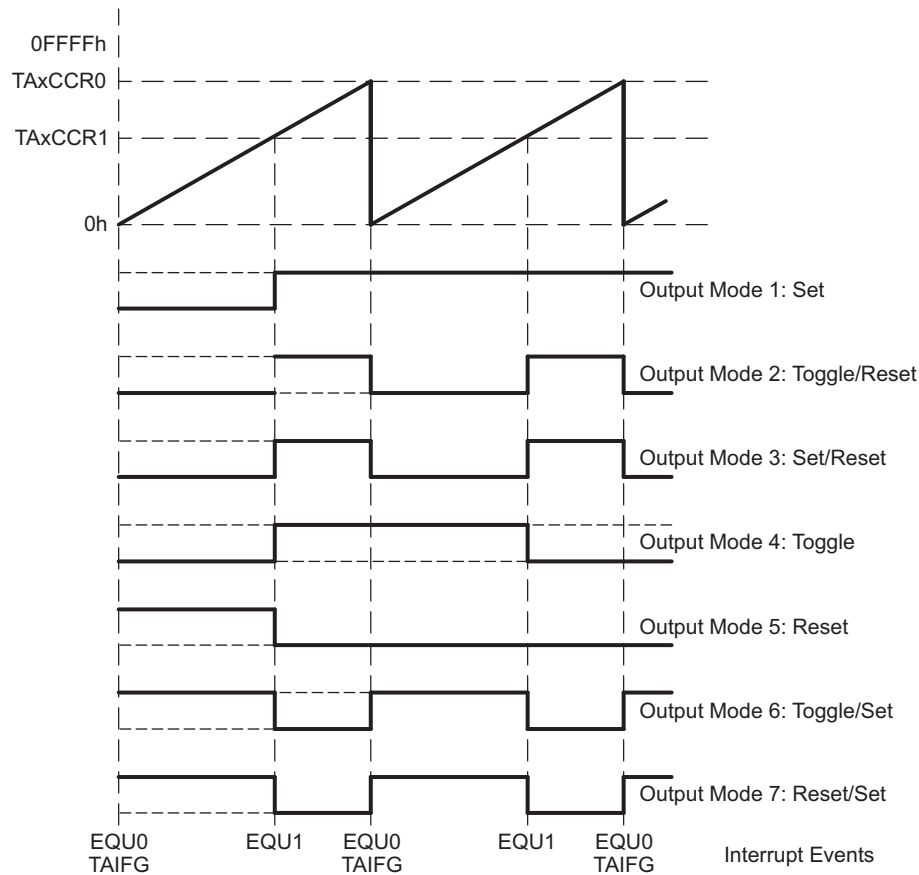 0FFFFh
TAxCCR0
TAxCCR1
0h
Output Mode 1: Set
Output Mode 2: Toggle/Reset
Output Mode 3: Set/Reset
Output Mode 4: Toggle
Output Mode 5: Reset
Output Mode 6: Toggle/Set
Output Mode 7: Reset/Set
EQU0 EQU1 EQU0 EQU1 EQU0
TAIFG TAIFG TAIFG
Interrupt Events